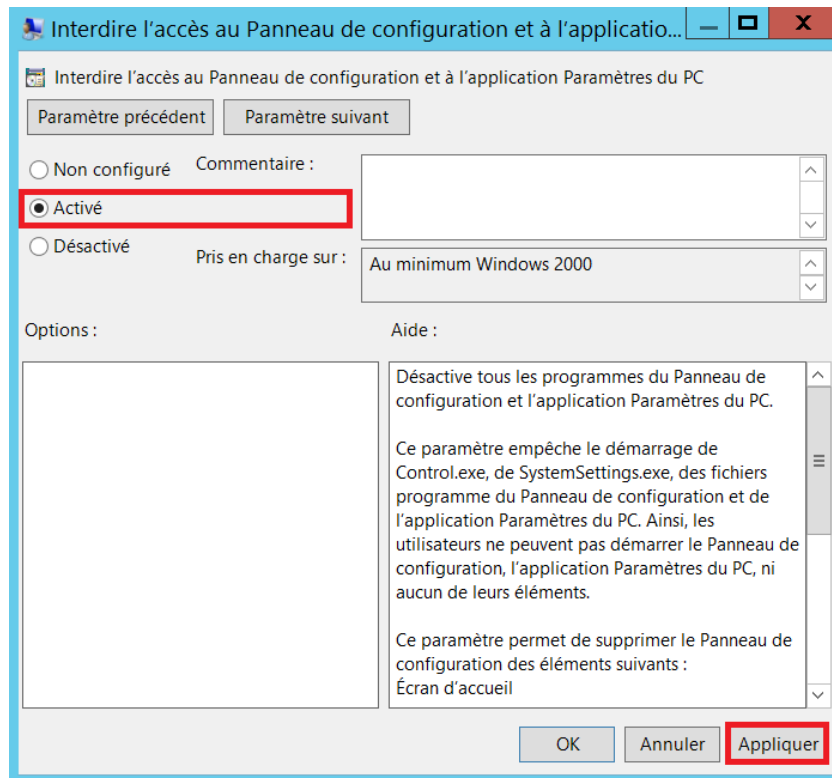 Interdire l'accès au Panneau de configuration et à l'applicatio...
Interdire l'accès au Panneau de configuration et à l'application Paramètres du PC
Paramètre précédent
Paramètre suivant
Non configuré
Commentaire :
Activé
Désactivé
Pris en charge sur :
Au minimum Windows 2000
Options :
Aide :
Désactive tous les programmes du Panneau de
configuration et l'application Paramètres du PC.
Ce paramètre empêche le démarrage de
Control.exe, de SystemSettings.exe, des fichiers
programme du Panneau de configuration et de
l'application Paramètres du PC. Ainsi, les
utilisateurs ne peuvent pas démarrer le Panneau de
configuration, l'application Paramètres du PC, ni
aucun de leurs éléments.
Ce paramètre permet de supprimer le Panneau de
configuration des éléments suivants :
Écran d'accueil
OK
Annuler
Appliquer